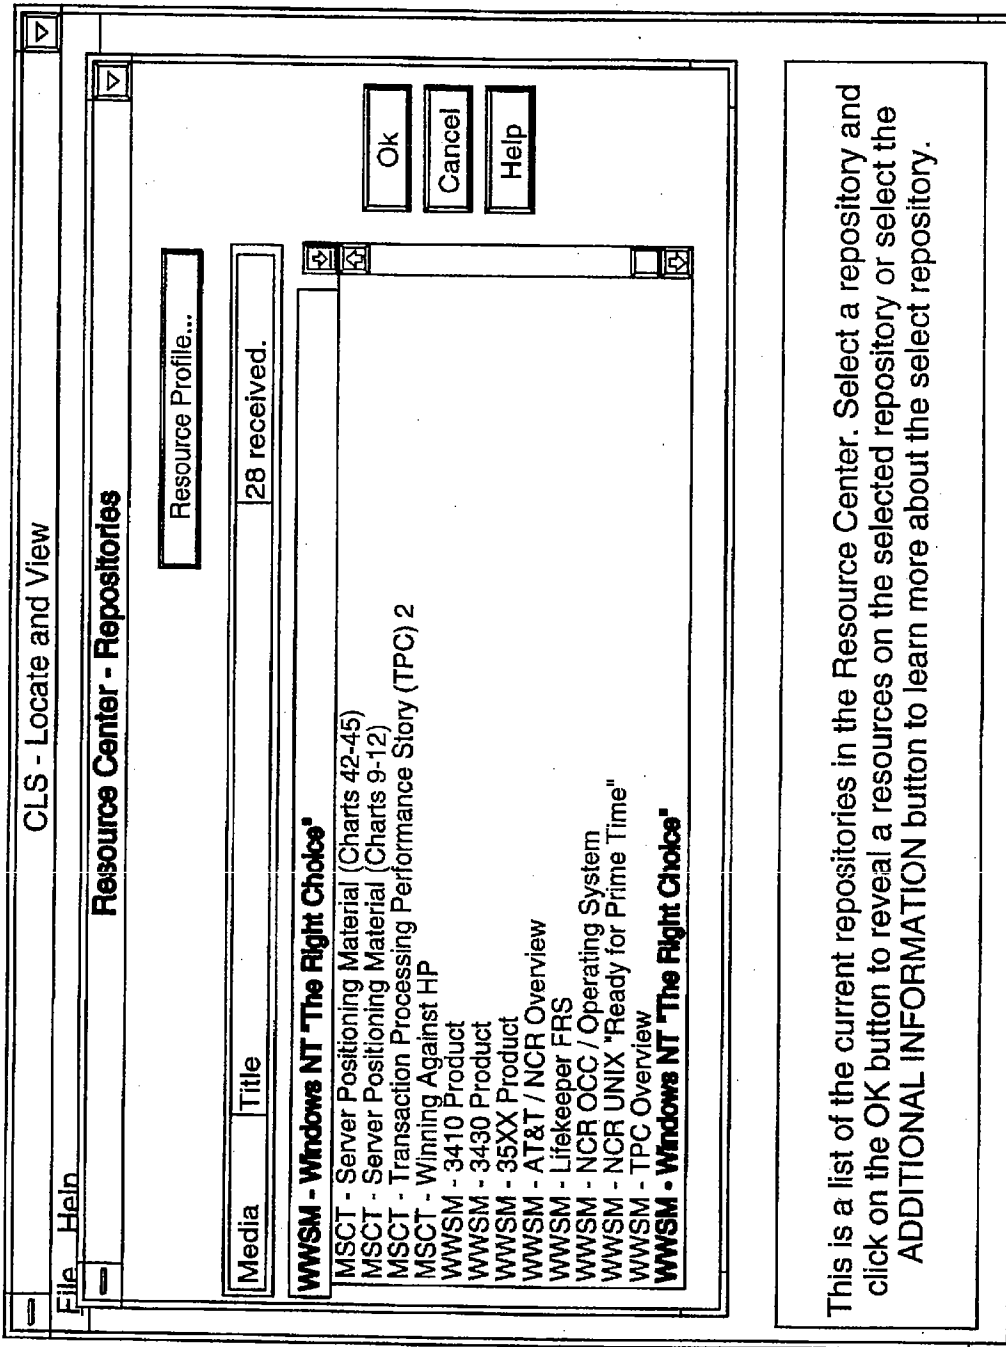 CLS - Locate and View
File Help
Resource Center - Repositories
Resource Profile...
Media Title 28 received.
WWSM - Windows NT "The Right Choice"
MSCT - Server Positioning Material (Charts 42-45)
MSCT - Server Positioning Material (Charts 9-12)
MSCT - Transaction Processing Performance Story (TPC) 2
MSCT - Winning Against HP
WWSM - 3410 Product
WWSM - 3430 Product
WWSM - 35XX Product
WWSM - AT&T / NCR Overview
WWSM - Lifekeeper FRS
WWSM - NCR OCC / Operating System
WWSM - NCR UNIX "Ready for Prime Time"
WWSM - TPC Overview
WWSM - Windows NT "The Right Choice"
Ok
Cancel
Help
This is a list of the current repositories in the Resource Center. Select a repository and
click on the OK button to reveal a resources on the selected repository or select the
ADDITIONAL INFORMATION button to learn more about the select repository.